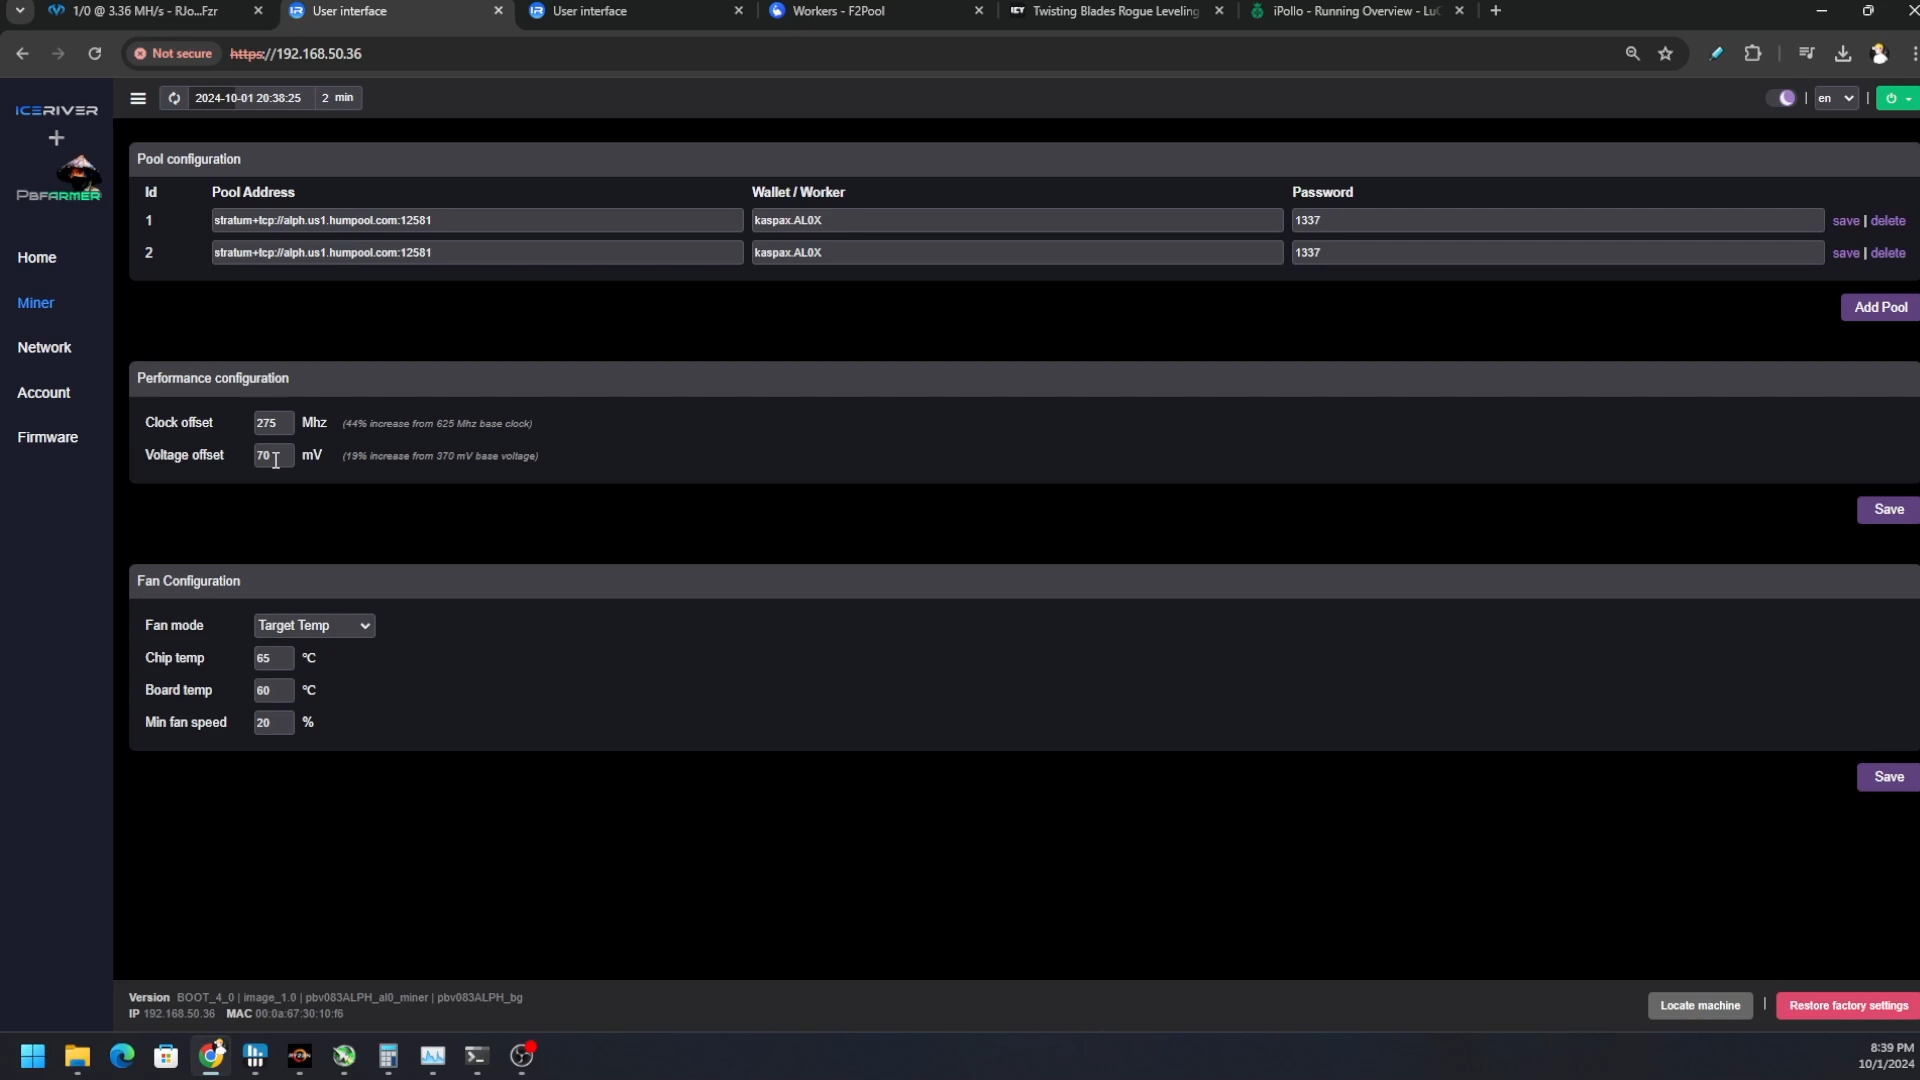 1/0 @ 3.36 MH/s - RJo...Fzr
User interface
User interface
Workers - F2Pool
Twisting Blades Rogue Leveling
iPollo - Running Overview - Lu
Not secure https://192.168.50.36
ICERIVER
+
PBFARMER
2024-10-01 20:38:25 2 min
| en |
Home
Miner
Network
Account
Firmware
Pool configuration
Id Pool Address Wallet / Worker Password
1 stratum+tcp://alph.us1.humpool.com:12581 kaspax.AL0X 1337 save | delete
2 stratum+tcp://alph.us1.humpool.com:12581 kaspax.AL0X 1337 save | delete
Add Pool
Performance configuration
Clock offset 275 Mhz (44% increase from 625 Mhz base clock)
Voltage offset 70 mV (19% increase from 370 mV base voltage)
Save
Fan Configuration
Fan mode Target Temp
Chip temp 65 °C
Board temp 60 °C
Min fan speed 20 %
Save
Version BOOT_4_0 | image_1.0 | pbv083ALPH_al0_miner | pbv083ALPH_bg
IP 192.168.50.36 MAC 00:0a:67:30:10:f6
Locate machine | Restore factory settings
8:39 PM
10/1/2024